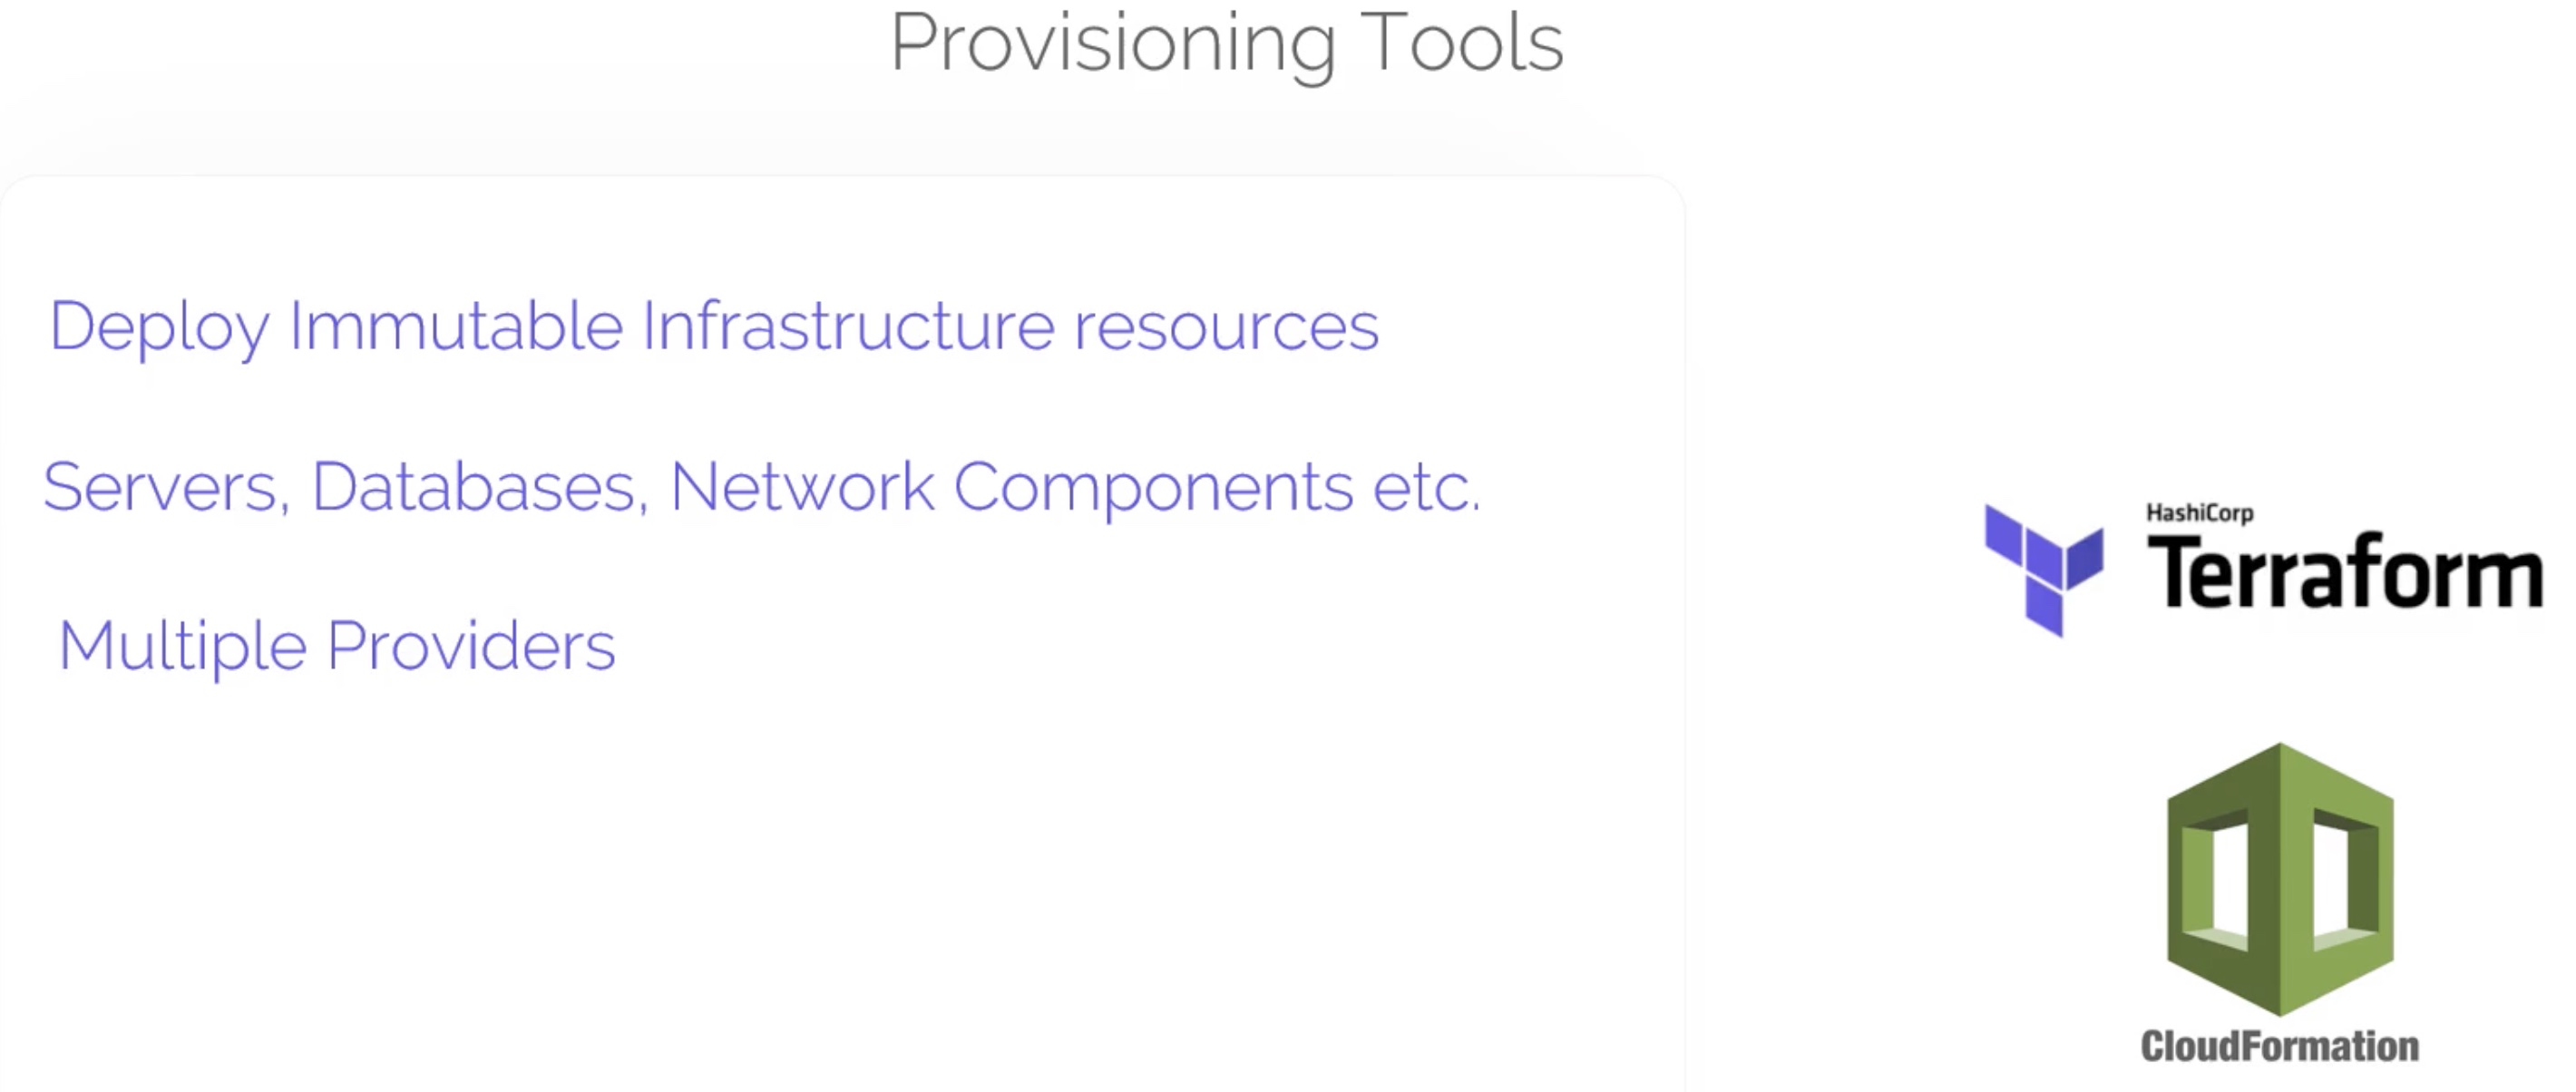 Provisioning Tools
Deploy Immutable Infrastructure resources
Servers, Databases, Network Components etc.
Multiple Providers
HashiCorp
Terraform
CloudFormation